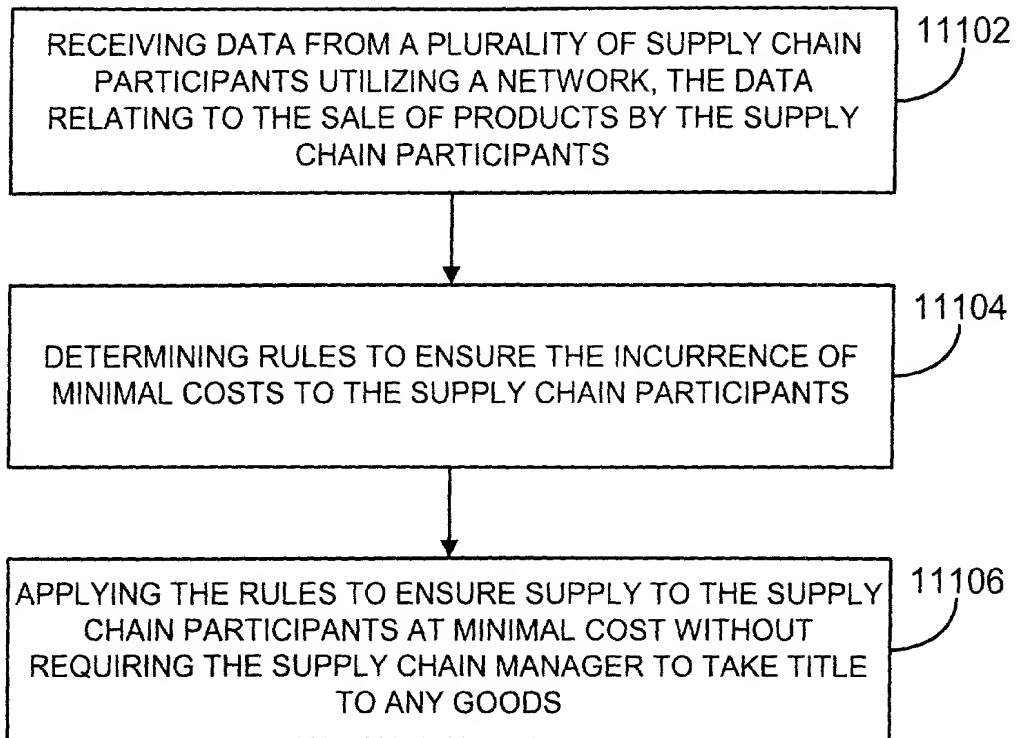 RECEIVING DATA FROM A PLURALITY OF SUPPLY CHAIN
PARTICIPANTS UTILIZING A NETWORK, THE DATA
RELATING TO THE SALE OF PRODUCTS BY THE SUPPLY
CHAIN PARTICIPANTS
11102
DETERMINING RULES TO ENSURE THE INCURRENCE OF
MINIMAL COSTS TO THE SUPPLY CHAIN PARTICIPANTS
11104
APPLYING THE RULES TO ENSURE SUPPLY TO THE SUPPLY
CHAIN PARTICIPANTS AT MINIMAL COST WITHOUT
REQUIRING THE SUPPLY CHAIN MANAGER TO TAKE TITLE
TO ANY GOODS
11106